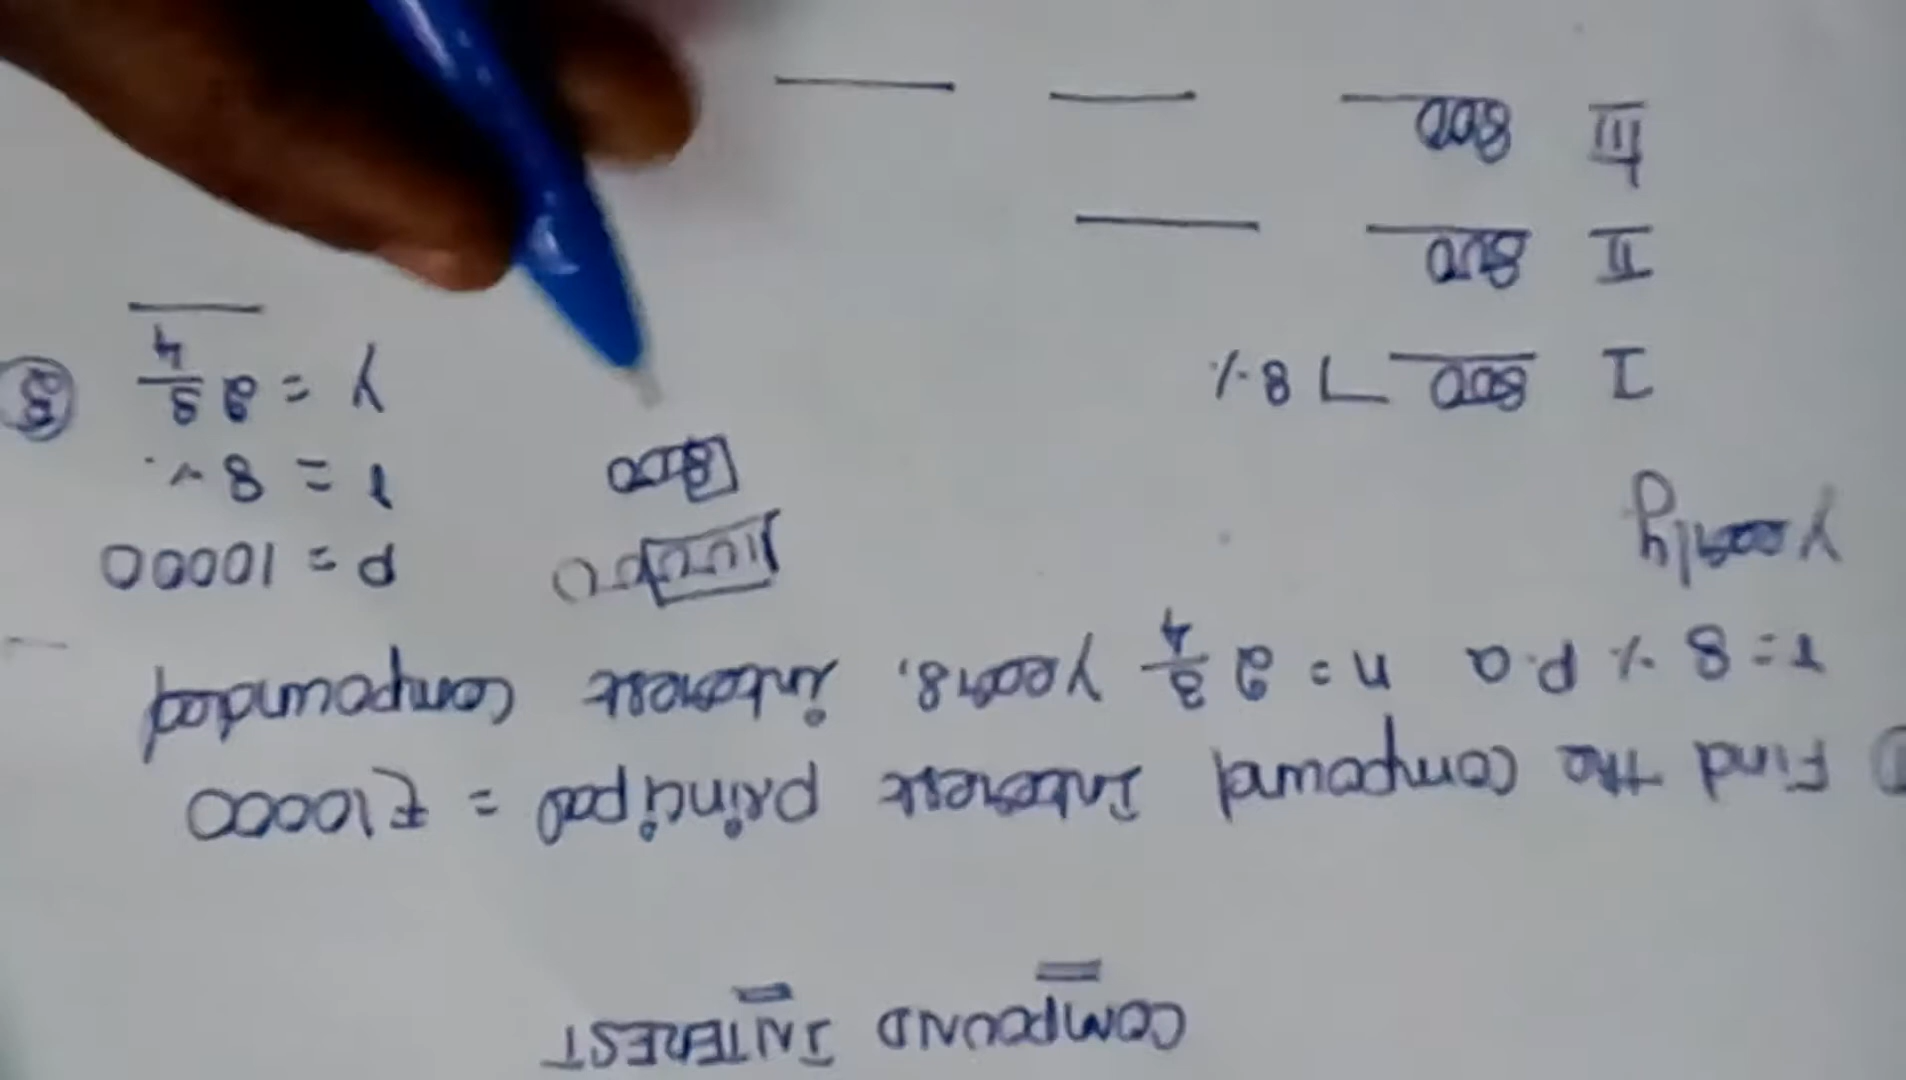 COMPOUND INTEREST
① Find the compound Interest principal = ₹10000
r = 8 % p.a n = 2 3/4 years, interest compounded
yearly
P = 10000
r = 8 %
Y = 2 3/4 ③
10000
800
I 800 8 %
II 800
III 800